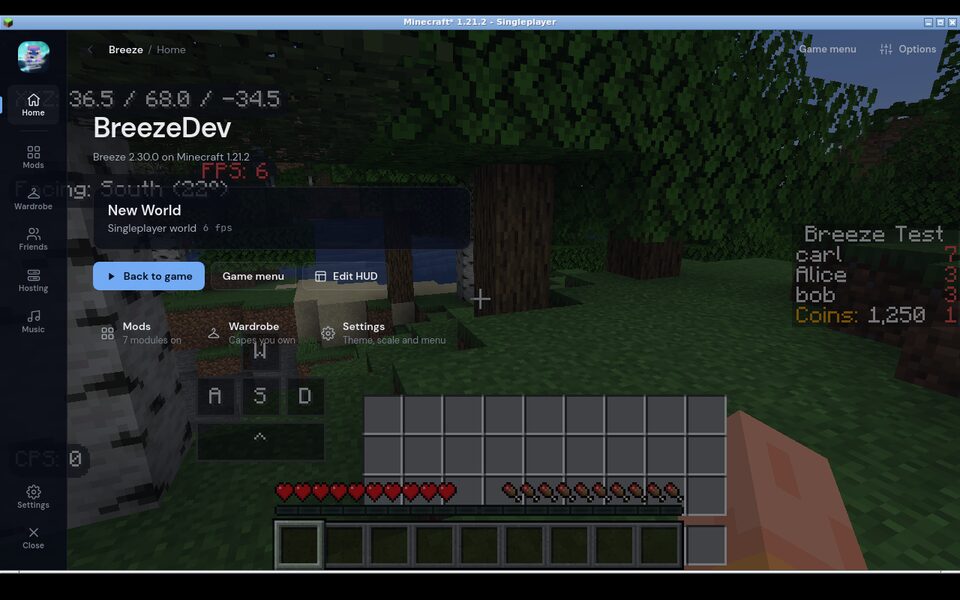 Minecraft* 1.21.2 - Singleplayer
Breeze / Home
Game menu
Options
36.5 / 68.0 / -34.5
Home
BreezeDev
Breeze 2.30.0 on Minecraft 1.21.2
FPS: 6
Mods
Facing: South (22°)
Wardrobe
New World
Singleplayer world 6 fps
Friends
Breeze Test
carl 7
Alice 3
bob 3
Coins: 1,250 1
Hosting
Back to game
Game menu
Edit HUD
Music
Mods
7 modules on
Wardrobe
Capes you own
Settings
Theme, scale and menu
W
A S D
^
CPS: 0
Settings
Close